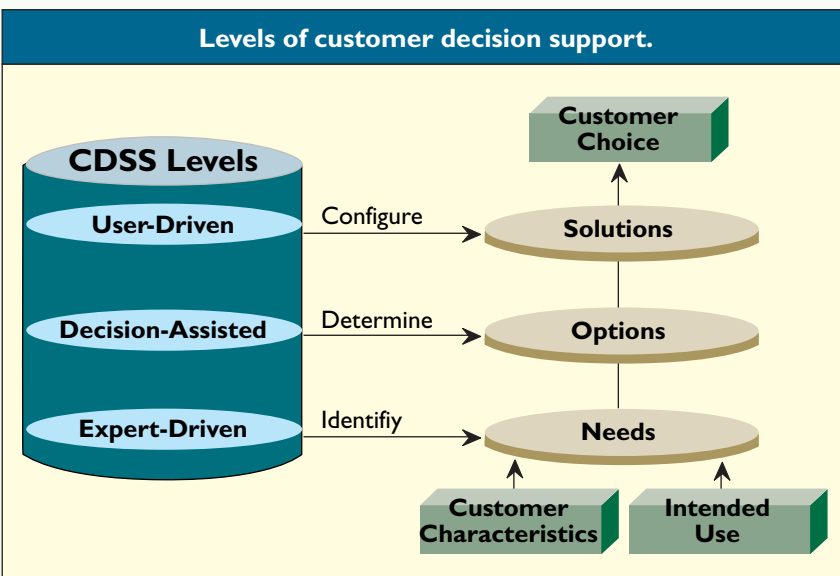 Levels of customer decision support.
Customer
Choice
CDSS Levels
User-Driven
Configure
Solutions
Decision-Assisted
Determine
Options
Expert-Driven
Identifiy
Needs
Customer
Characteristics
Intended
Use